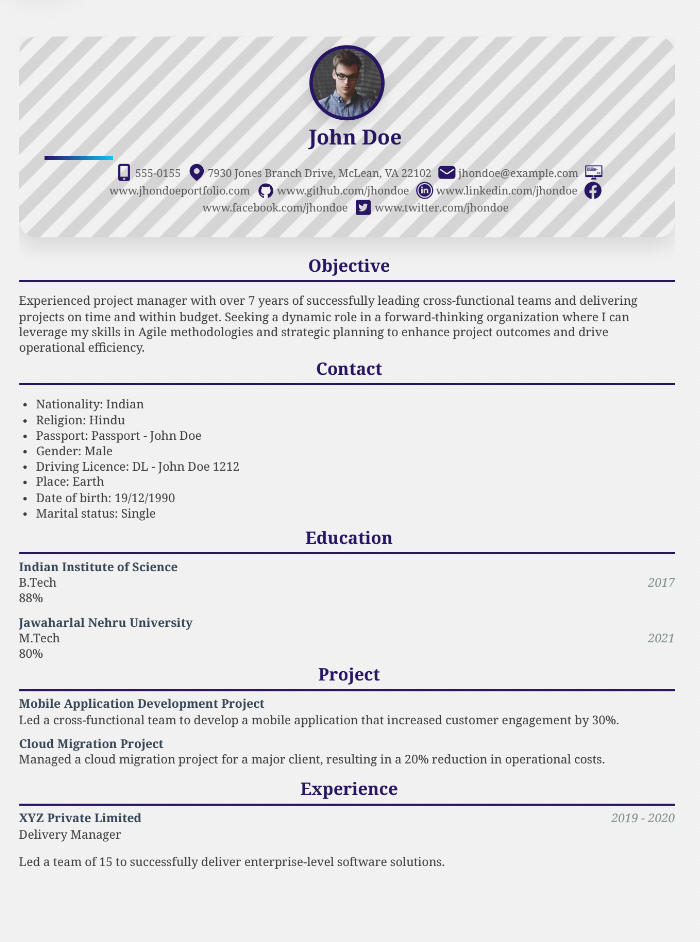 John Doe
555-0155 7930 Jones Branch Drive, McLean, VA 22102 jhondoe@example.com
www.jhondoeportfolio.com www.github.com/jhondoe www.linkedin.com/jhondoe
www.facebook.com/jhondoe www.twitter.com/jhondoe
Objective
Experienced project manager with over 7 years of successfully leading cross-functional teams and delivering
projects on time and within budget. Seeking a dynamic role in a forward-thinking organization where I can
leverage my skills in Agile methodologies and strategic planning to enhance project outcomes and drive
operational efficiency.
Contact
• Nationality: Indian
• Religion: Hindu
• Passport: Passport - John Doe
• Gender: Male
• Driving Licence: DL - John Doe 1212
• Place: Earth
• Date of birth: 19/12/1990
• Marital status: Single
Education
Indian Institute of Science
B.Tech 2017
88%
Jawaharlal Nehru University
M.Tech 2021
80%
Project
Mobile Application Development Project
Led a cross-functional team to develop a mobile application that increased customer engagement by 30%.
Cloud Migration Project
Managed a cloud migration project for a major client, resulting in a 20% reduction in operational costs.
Experience
XYZ Private Limited 2019 - 2020
Delivery Manager
Led a team of 15 to successfully deliver enterprise-level software solutions.